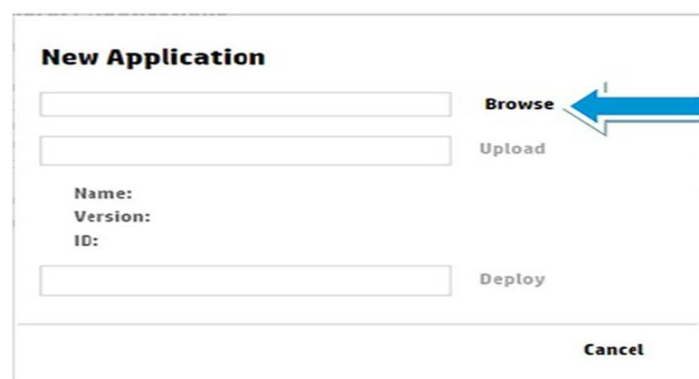 New Application
Browse
Upload
Name:
Version:
ID:
Deploy
Cancel